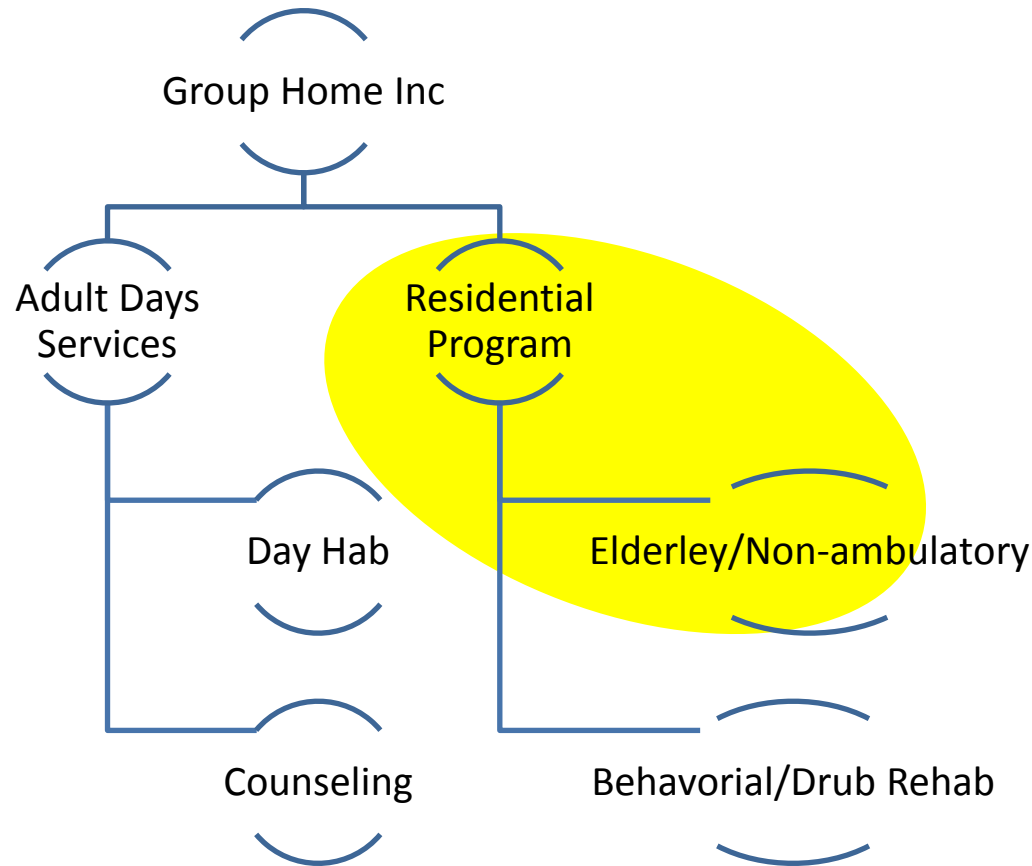 Group Home Inc
Adult Days
Services
Residential
Program
Day Hab
Elderley/Non-ambulatory
Counseling
Behavorial/Drub Rehab